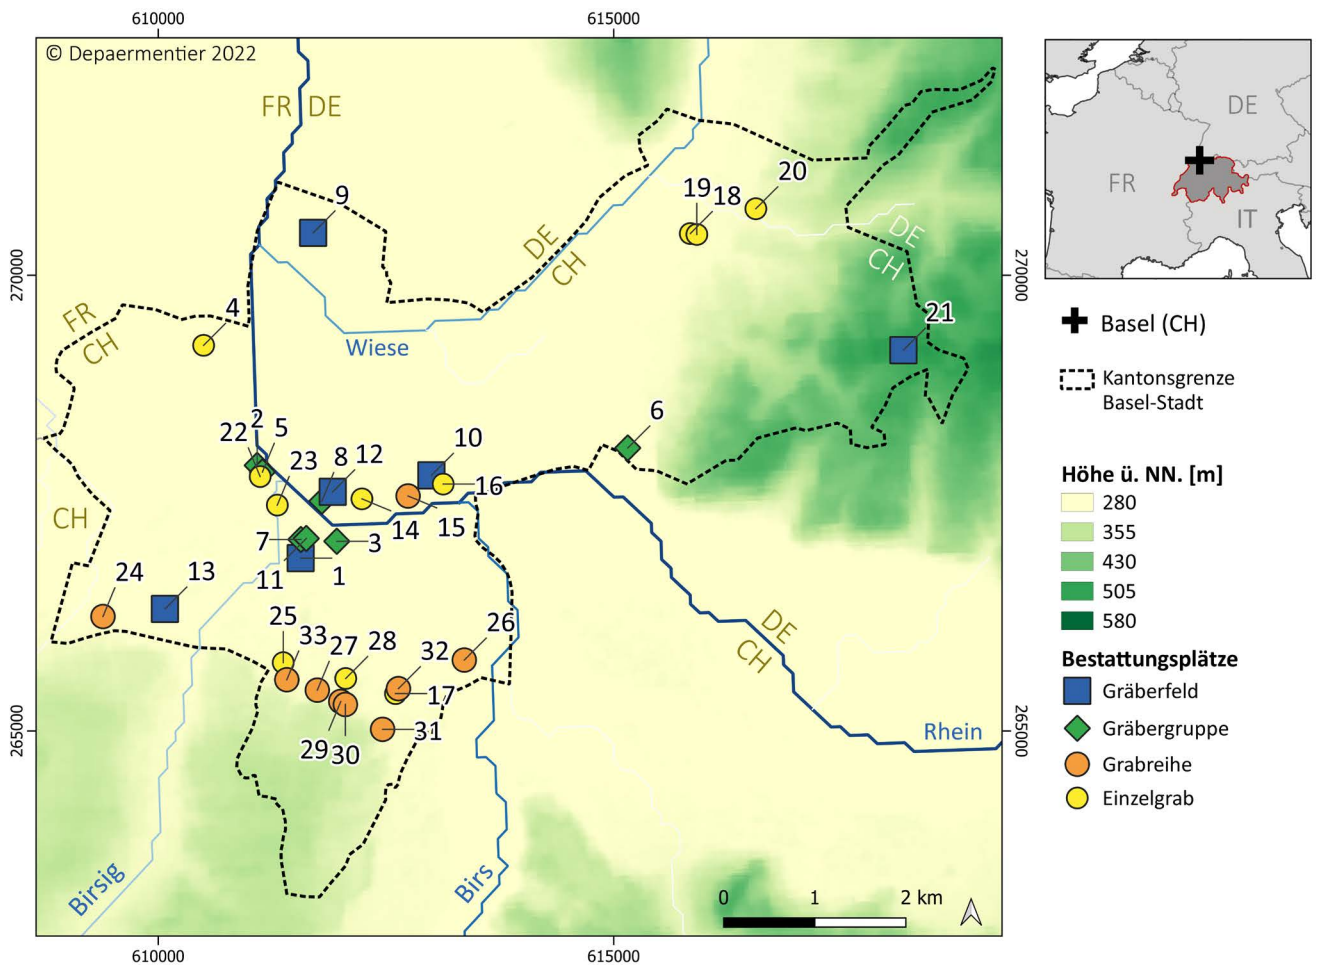 610000
615000
© Depaermentier 2022
FR DE
9
19
18
20
DE
CH
DE
CH
270000
270000
FR
CH
4
Wiese
21
2
22
5
23
8
12
10
6
16
CH
14
15
7
3
11
1
24
13
25
33
27
28
32
26
17
31
29
30
DE
CH
265000
265000
Rhein
Birsig
Birs
0
1
2 km
610000
615000
DE
FR
IT
Basel (CH)
Kantonsgrenze
Basel-Stadt
Höhe ü. NN. [m]
280
355
430
505
580
Bestattungsplätze
Gräberfeld
Gräbergruppe
Grabreihe
Einzelgrab